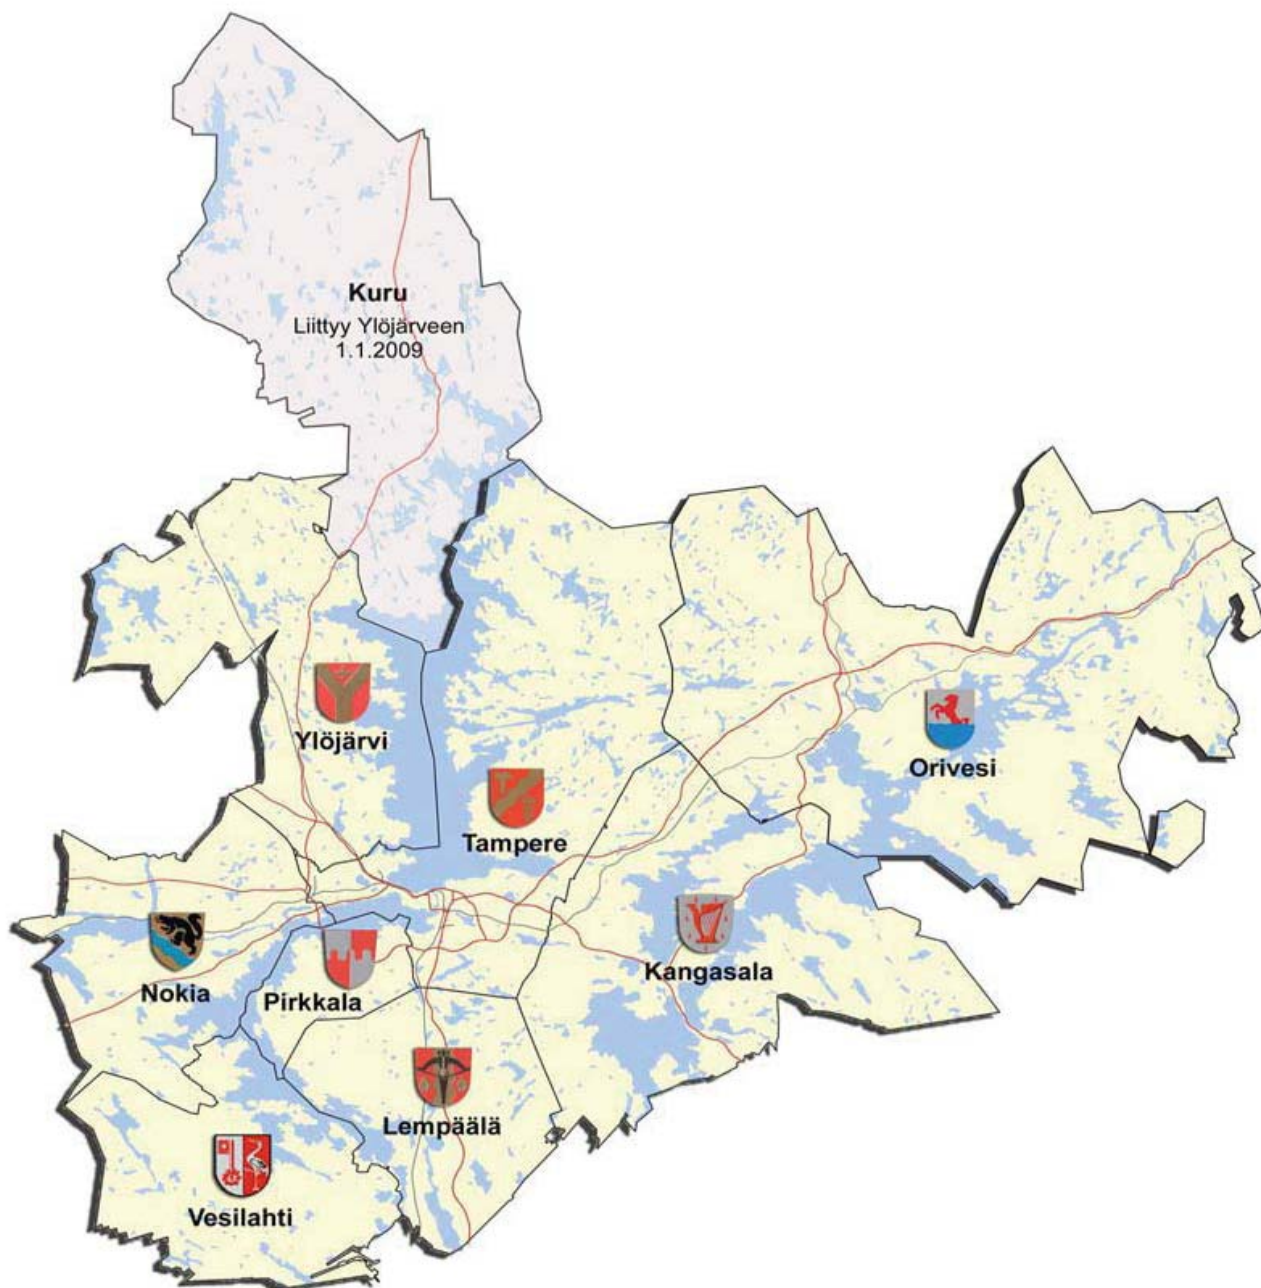 Kuru
Liittyy Ylöjärveen
1.1.2009
Ylöjärvi
Orivesi
Tampere
Kangasala
Nokia
Pirkkala
Lempäälä
Vesilahti